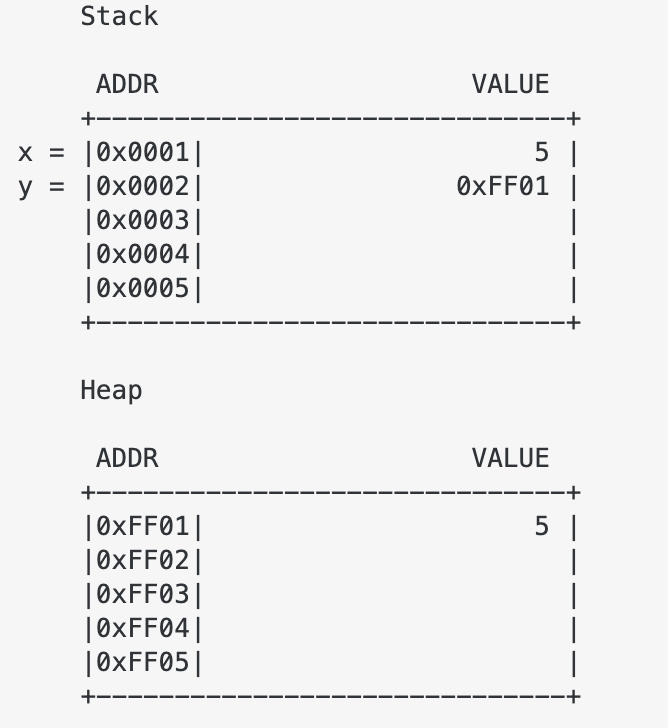 Stack
ADDR                    VALUE
+------------------------------+
x = |0x0001|                     5 |
y = |0x0002|                0xFF01 |
|0x0003|                       |
|0x0004|                       |
|0x0005|                       |
+------------------------------+
Heap
ADDR                    VALUE
+------------------------------+
|0xFF01|                     5 |
|0xFF02|                       |
|0xFF03|                       |
|0xFF04|                       |
|0xFF05|                       |
+------------------------------+